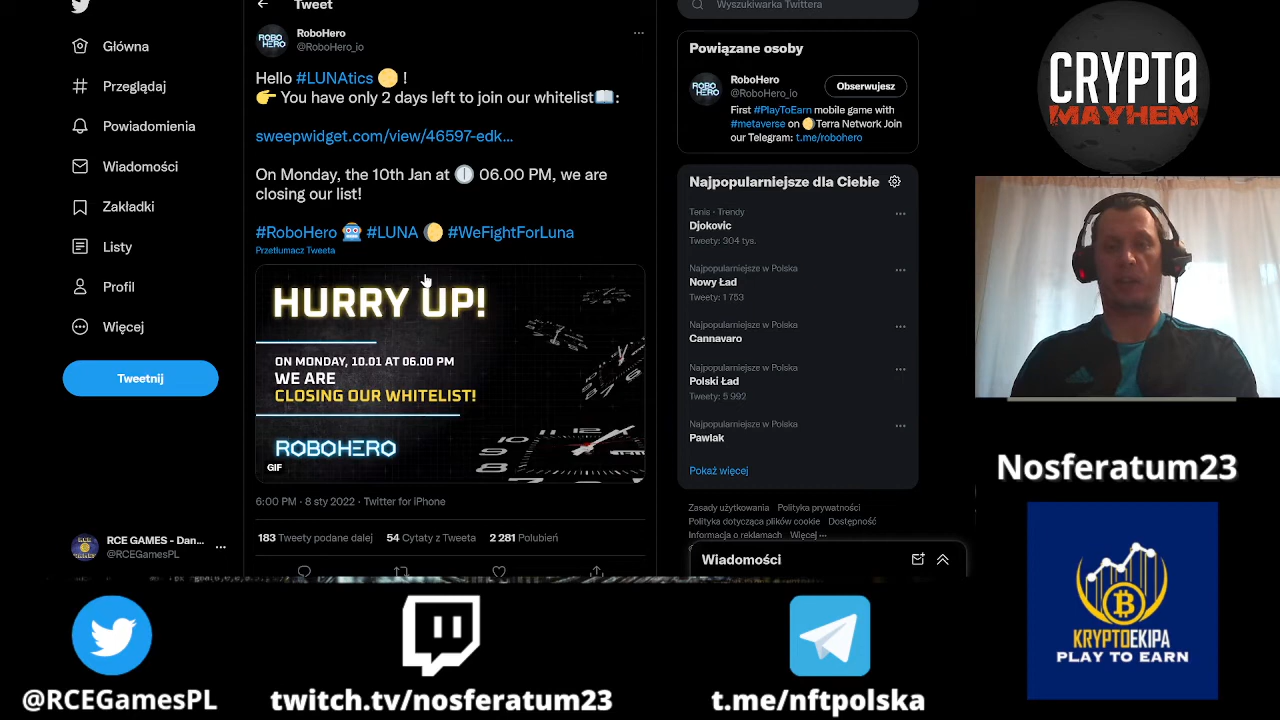 Tweet
Wyszukiwarka Twittera
Główna
Przeglądaj
Powiadomienia
Wiadomości
Zakładki
Listy
Profil
Więcej
Tweetnij
RCE GAMES - Dan...
@RCEGamesPL
RoboHero
@RoboHero_io
Hello #LUNAtics 🌕 !
👉 You have only 2 days left to join our whitelist📖:
sweepwidget.com/view/46597-edk…
On Monday, the 10th Jan at 🕕 06.00 PM, we are
closing our list!
#RoboHero 🤖 #LUNA 🌔 #WeFightForLuna
Przetłumacz Tweeta
HURRY UP!
ON MONDAY, 10.01 AT 06.00 PM
WE ARE
CLOSING OUR WHITELIST!
ROBOHERO
GIF
10
11
12
9
8
6:00 PM · 8 sty 2022 · Twitter for iPhone
183 Tweety podane dalej 54 Cytaty z Tweeta 2 281 Polubień
Powiązane osoby
ROBO
HERO
RoboHero
@RoboHero_io
Obserwujesz
First #PlayToEarn mobile game with
#metaverse on 🌔Terra Network Join
our Telegram: t.me/robohero
Najpopularniejsze dla Ciebie
Tenis · Trendy
Djokovic
Tweety: 304 tys.
Najpopularniejsze w Polska
Nowy Ład
Tweety: 1 753
Najpopularniejsze w Polska
Cannavaro
Najpopularniejsze w Polska
Polski Ład
Tweety: 5 992
Najpopularniejsze w Polska
Pawlak
Pokaż więcej
Zasady użytkowania Polityka prywatności
Polityka dotycząca plików cookie Dostępność
Informacja o reklamach Więcej ···
Wiadomości
CRYPTO
MAYHEM
Nosferatum23
KRYPTOEKIPA
PLAY TO EARN
@RCEGamesPL
twitch.tv/nosferatum23
t.me/nftpolska